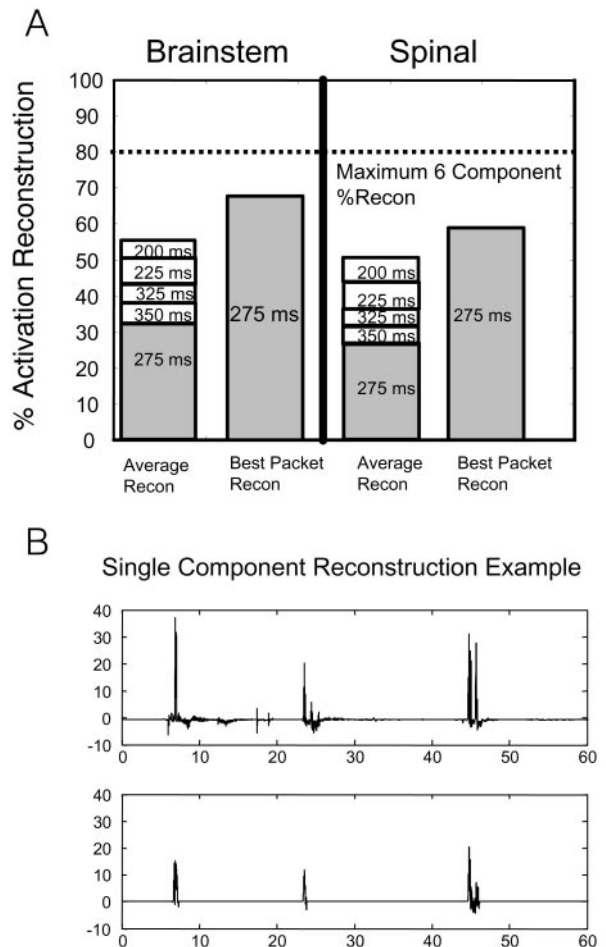 A
Brainstem Spinal
% Activation Reconstruction
100
90
80
70
60
50
40
30
20
10
0
Maximum 6 Component
%Recon
200 ms
225 ms
325 ms
350 ms
275 ms
275 ms
200 ms
225 ms
325 ms
350 ms
275 ms
275 ms
Average
Recon
Best Packet
Recon
Average
Recon
Best Packet
Recon
B
Single Component Reconstruction Example
40
30
20
10
0
-10
0 10 20 30 40 50 60
40
30
20
10
0
-10
0 10 20 30 40 50 60